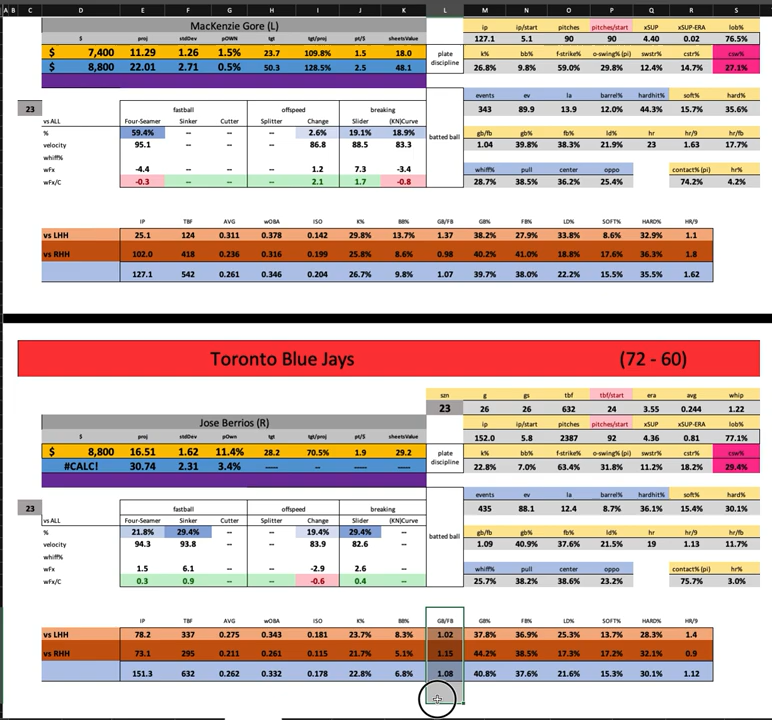 A B C D E F G H I J K L M N O P Q R S
MacKenzie Gore (L) ip ip/start pitches pitches/start xSUP xSUP-ERA lob%
$ proj stdDev pOWN tgt tgt/proj pt/$ sheetsValue 127.1 5.1 90 90 4.40 0.02 76.5%
$ 7,400 11.29 1.26 1.5% 23.7 109.8% 1.5 18.0 plate discipline k% bb% f-strike% o-swing% (pi) swstr% cstr% csw%
$ 8,800 22.01 2.71 0.5% 50.3 128.5% 2.5 48.1 26.8% 9.8% 59.0% 29.8% 12.4% 14.7% 27.1%
events ev la barrel% hardhit% soft% hard%
23 fastball offspeed breaking 343 89.9 13.9 12.0% 44.3% 15.7% 35.6%
vs ALL Four-Seamer Sinker Cutter Splitter Change Slider (KN)Curve
% 59.4% -- -- -- 2.6% 19.1% 18.9% batted ball gb/fb gb% fb% ld% hr hr/9 hr/fb
velocity 95.1 -- -- -- 86.8 88.5 83.3 1.04 39.8% 38.3% 21.9% 23 1.63 17.7%
whiff%
wFx -4.4 -- -- -- 1.2 7.3 -3.4 whiff% pull center oppo contact% (pi) hr%
wFx/C -0.3 -- -- -- 2.1 1.7 -0.8 28.7% 38.5% 36.2% 25.4% 74.2% 4.2%
IP TBF AVG wOBA ISO K% BB% GB/FB GB% FB% LD% SOFT% HARD% HR/9
vs LHH 25.1 124 0.311 0.378 0.142 29.8% 13.7% 1.37 38.2% 27.9% 33.8% 8.6% 32.9% 1.1
vs RHH 102.0 418 0.236 0.316 0.199 25.8% 8.6% 0.98 40.2% 41.0% 18.8% 17.6% 36.3% 1.8
127.1 542 0.261 0.346 0.204 26.7% 9.8% 1.07 39.7% 38.0% 22.2% 15.5% 35.5% 1.62
Toronto Blue Jays (72 - 60)
szn g gs tbf tbf/start era avg whip
23 26 26 632 24 3.55 0.244 1.22
Jose Berrios (R) ip ip/start pitches pitches/start xSUP xSUP-ERA lob%
$ proj stdDev pOwn tgt tgt/proj pt/$ sheetsValue 152.0 5.8 2387 92 4.36 0.81 77.1%
$ 8,800 16.51 1.62 11.4% 28.2 70.5% 1.9 29.2 plate discipline k% bb% f-strike% o-swing% (pi) swstr% cstr% csw%
#CALC! 30.74 2.31 3.4% ----- -- -- ----- 22.8% 7.0% 63.4% 31.8% 11.2% 18.2% 29.4%
events ev la barrel% hardhit% soft% hard%
23 fastball offspeed breaking 435 88.1 12.4 8.7% 36.1% 15.4% 30.1%
vs ALL Four-Seamer Sinker Cutter Splitter Change Slider (KN)Curve
% 21.8% 29.4% -- -- 19.4% 29.4% -- batted ball gb/fb gb% fb% ld% hr hr/9 hr/fb
velocity 94.3 93.8 -- -- 83.9 82.6 -- 1.09 40.9% 37.6% 21.5% 19 1.13 11.7%
whiff%
wFx 1.5 6.1 -- -- -2.9 2.6 -- whiff% pull center oppo contact% (pi) hr%
wFx/C 0.3 0.9 -- -- -0.6 0.4 -- 25.7% 38.2% 38.6% 23.2% 75.7% 3.0%
IP TBF AVG wOBA ISO K% BB% GB/FB GB% FB% LD% SOFT% HARD% HR/9
vs LHH 78.2 337 0.275 0.343 0.181 23.7% 8.3% 1.02 37.8% 36.9% 25.3% 13.7% 28.3% 1.4
vs RHH 73.1 295 0.211 0.261 0.115 21.7% 5.1% 1.15 44.2% 38.5% 17.3% 17.2% 32.1% 0.9
151.3 632 0.262 0.332 0.178 22.8% 6.8% 1.08 40.8% 37.6% 21.6% 15.3% 30.1% 1.12